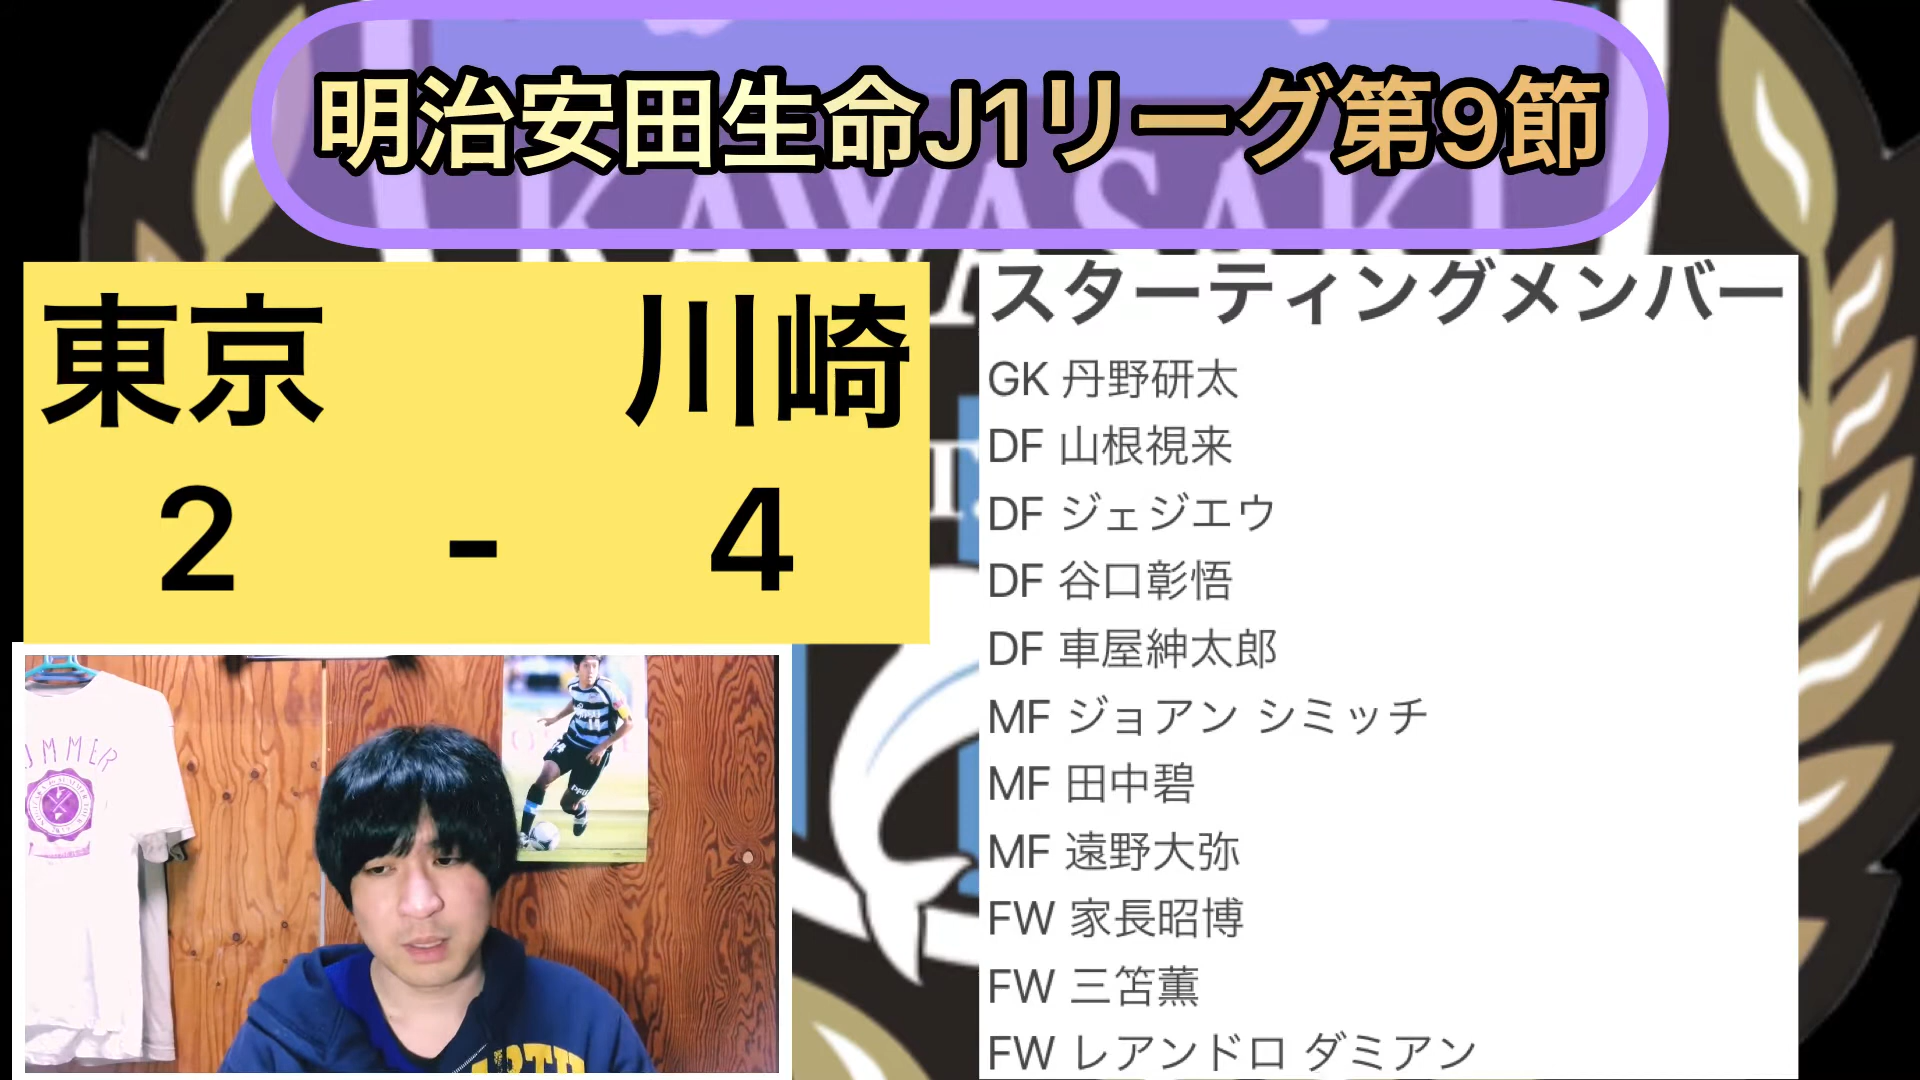 明治安田生命J1リーグ第9節
KAWASAKI
東京 川崎
2 - 4
スターティングメンバー
GK 丹野研太
DF 山根視来
DF ジェジエウ
DF 谷口彰悟
DF 車屋紳太郎
MF ジョアン シミッチ
MF 田中碧
MF 遠野大弥
FW 家長昭博
FW 三笘薫
FW レアンドロ ダミアン
UMMER
14